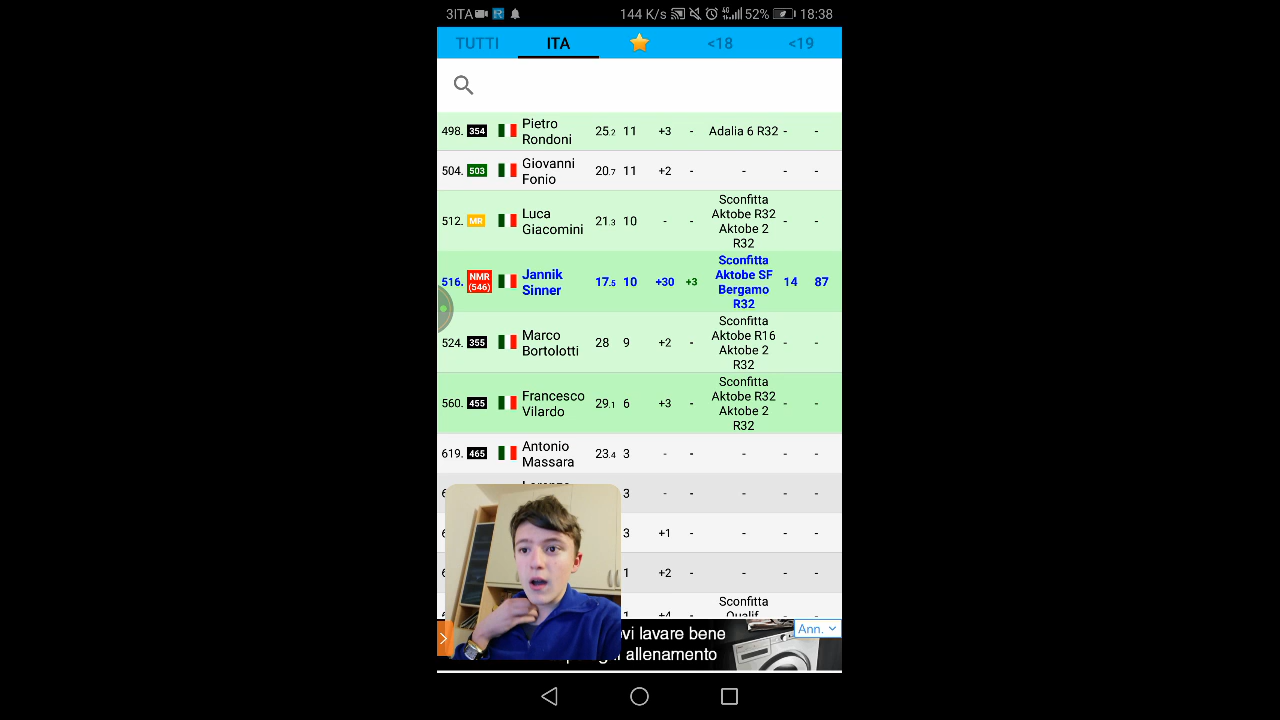 3ITA 144 K/s 4G 52% 18:38
TUTTI ITA <18 <19
498. 354 Pietro Rondoni 25.2 11 +3 - Adalia 6 R32 - -
504. 503 Giovanni Fonio 20.7 11 +2 - - - -
512. MR Luca Giacomini 21.3 10 - - Sconfitta Aktobe R32 Aktobe 2 R32 - -
516. NMR (546) Jannik Sinner 17.5 10 +30 +3 Sconfitta Aktobe SF Bergamo R32 14 87
524. 355 Marco Bortolotti 28 9 +2 - Sconfitta Aktobe R16 Aktobe 2 R32 - -
560. 455 Francesco Vilardo 29.1 6 +3 - Sconfitta Aktobe R32 Aktobe 2 R32 - -
619. 465 Antonio Massara 23.4 3 - - - - -
3 - - - - -
3 +1 - - - -
1 +2 - - - -
1 +4 - Sconfitta Qualif. - -
Ann.
vi lavare bene
allenamento